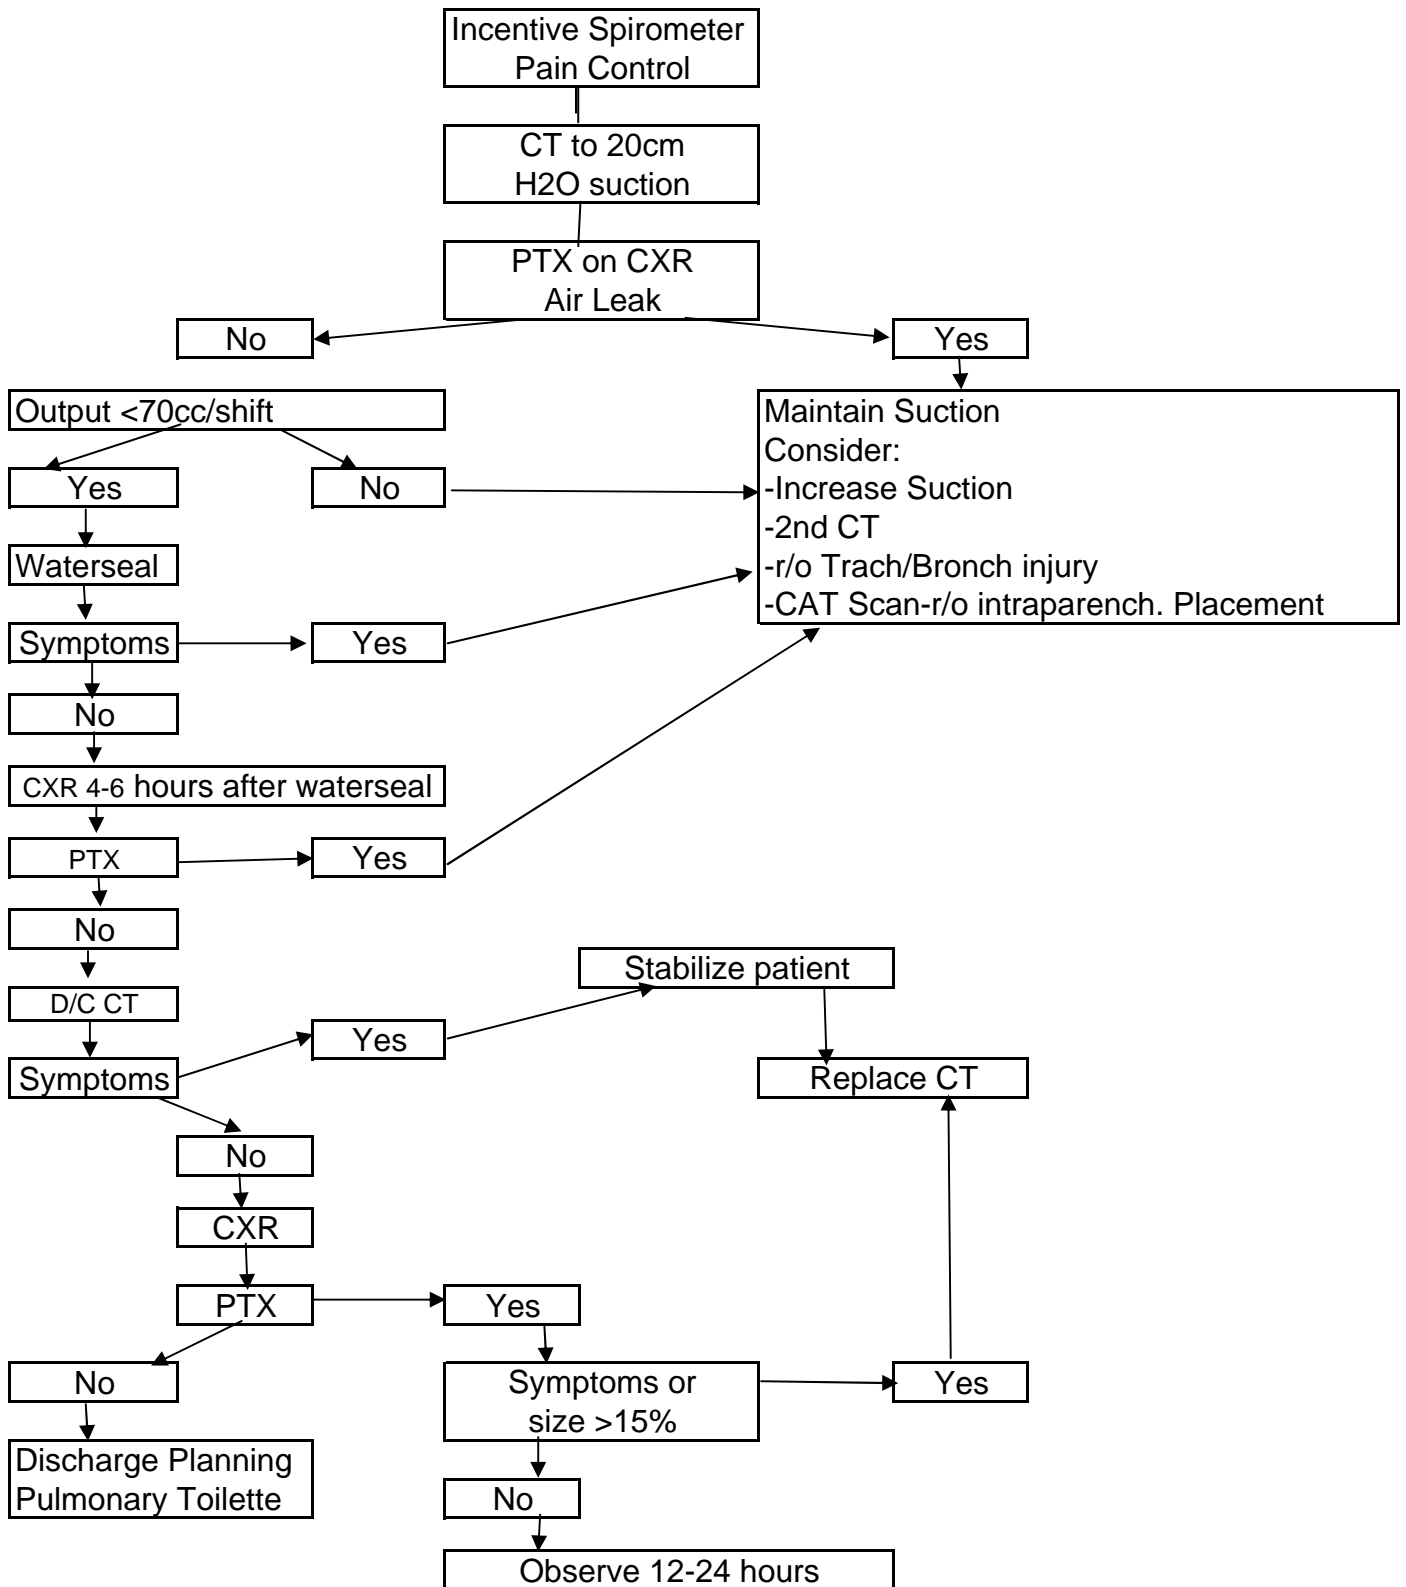 Incentive Spirometer
Pain Control
CT to 20cm
H2O suction
PTX on CXR
Air Leak
No
Yes
Output <70cc/shift
Maintain Suction
Consider:
-Increase Suction
-2nd CT
-r/o Trach/Bronch injury
-CAT Scan-r/o intraparench. Placement
Yes
No
Waterseal
Symptoms
Yes
No
CXR 4-6 hours after waterseal
PTX
Yes
No
Stabilize patient
D/C CT
Yes
Symptoms
Replace CT
No
CXR
PTX
Yes
No
Symptoms or
size >15%
Yes
Discharge Planning
Pulmonary Toilette
No
Observe 12-24 hours